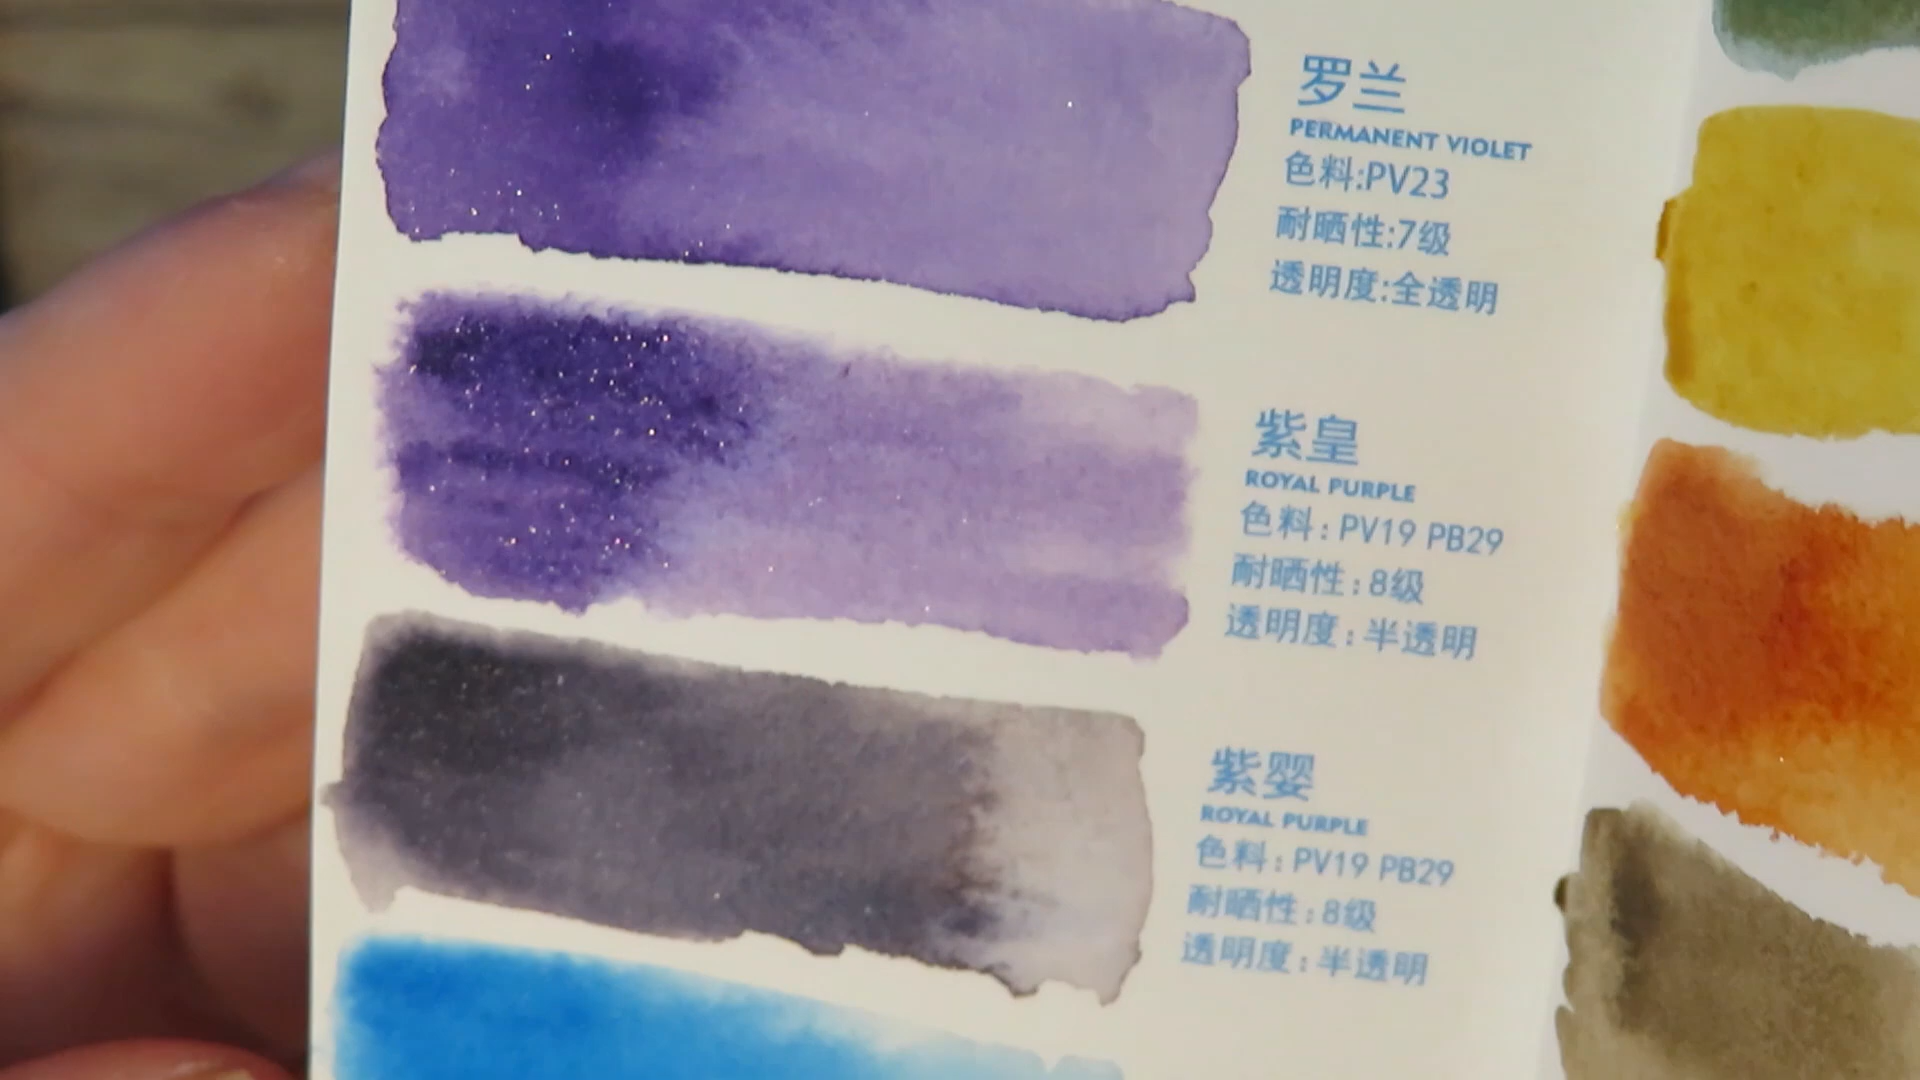 罗兰
PERMANENT VIOLET
色料:PV23
耐晒性:7级
透明度:全透明
紫皇
ROYAL PURPLE
色料:PV19 PB29
耐晒性:8级
透明度:半透明
紫婴
ROYAL PURPLE
色料:PV19 PB29
耐晒性:8级
透明度:半透明